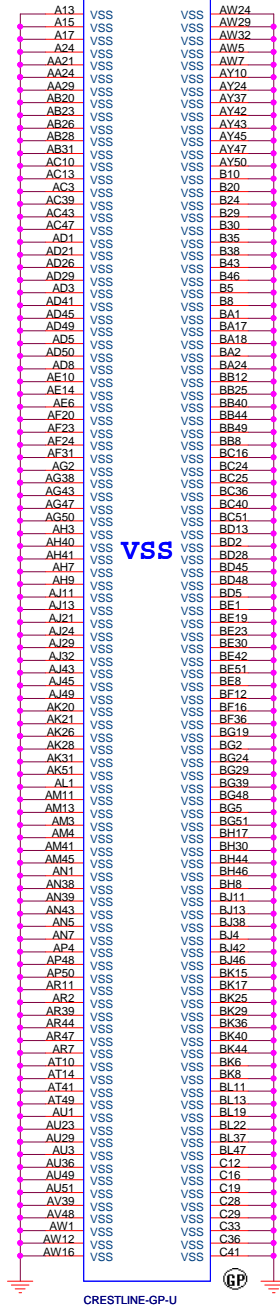 A13 VSS VSS AW24
A15 VSS VSS AW29
A17 VSS VSS AW32
A24 VSS VSS AW5
AA21 VSS VSS AW7
AA24 VSS VSS AY10
AA29 VSS VSS AY24
AB20 VSS VSS AY37
AB23 VSS VSS AY42
AB26 VSS VSS AY43
AB28 VSS VSS AY45
AB31 VSS VSS AY47
AC10 VSS VSS AY50
AC13 VSS VSS B10
AC3 VSS VSS B20
AC39 VSS VSS B24
AC43 VSS VSS B29
AC47 VSS VSS B30
AD1 VSS VSS B35
AD21 VSS VSS B38
AD26 VSS VSS B43
AD29 VSS VSS B46
AD3 VSS VSS B5
AD41 VSS VSS B8
AD45 VSS VSS BA1
AD49 VSS VSS BA17
AD5 VSS VSS BA18
AD50 VSS VSS BA2
AD8 VSS VSS BA24
AE10 VSS VSS BB12
AE14 VSS VSS BB25
AE6 VSS VSS BB40
AF20 VSS VSS BB44
AF23 VSS VSS BB49
AF24 VSS VSS BB8
AF31 VSS VSS BC16
AG2 VSS VSS BC24
AG38 VSS VSS BC25
AG43 VSS VSS BC36
AG47 VSS VSS BC40
AG50 VSS VSS BC51
AH3 VSS VSS BD13
AH40 VSS VSS BD2
AH41 VSS VSS VSS BD28
AH7 VSS VSS BD45
AH9 VSS VSS BD48
AJ11 VSS VSS BD5
AJ13 VSS VSS BE1
AJ21 VSS VSS BE19
AJ24 VSS VSS BE23
AJ29 VSS VSS BE30
AJ32 VSS VSS BE42
AJ43 VSS VSS BE51
AJ45 VSS VSS BE8
AJ49 VSS VSS BF12
AK20 VSS VSS BF16
AK21 VSS VSS BF36
AK26 VSS VSS BG19
AK28 VSS VSS BG2
AK31 VSS VSS BG24
AK51 VSS VSS BG29
AL1 VSS VSS BG39
AM11 VSS VSS BG48
AM13 VSS VSS BG5
AM3 VSS VSS BG51
AM4 VSS VSS BH17
AM41 VSS VSS BH30
AM45 VSS VSS BH44
AN1 VSS VSS BH46
AN38 VSS VSS BH8
AN39 VSS VSS BJ11
AN43 VSS VSS BJ13
AN5 VSS VSS BJ38
AN7 VSS VSS BJ4
AP4 VSS VSS BJ42
AP48 VSS VSS BJ46
AP50 VSS VSS BK15
AR11 VSS VSS BK17
AR2 VSS VSS BK25
AR39 VSS VSS BK29
AR44 VSS VSS BK36
AR47 VSS VSS BK40
AR7 VSS VSS BK44
AT10 VSS VSS BK6
AT14 VSS VSS BK8
AT41 VSS VSS BL11
AT49 VSS VSS BL13
AU1 VSS VSS BL19
AU23 VSS VSS BL22
AU29 VSS VSS BL37
AU3 VSS VSS BL47
AU36 VSS VSS C12
AU49 VSS VSS C16
AU51 VSS VSS C19
AV39 VSS VSS C28
AV48 VSS VSS C29
AW1 VSS VSS C33
AW12 VSS VSS C36
AW16 VSS VSS C41
GP
CRESTLINE-GP-U